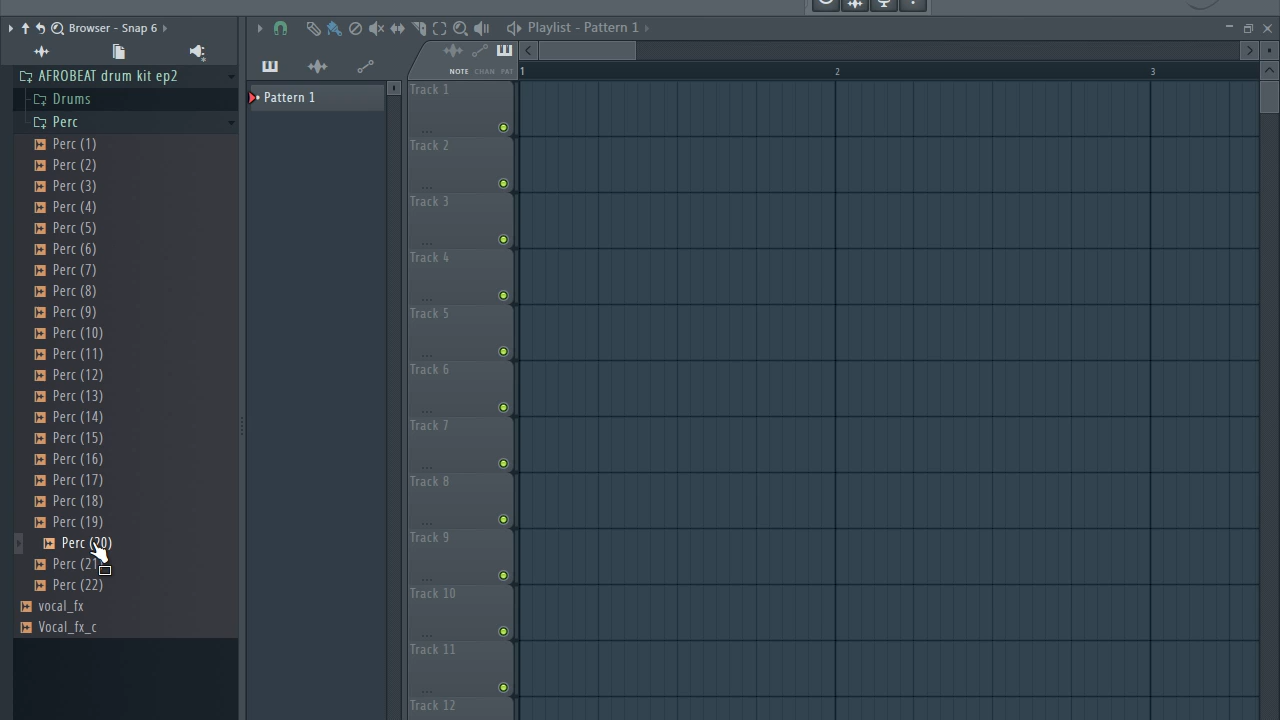 Browser - Snap 6
Playlist - Pattern 1
NOTE CHAN PAT
1 2 3
AFROBEAT drum kit ep2
Drums
Perc
Perc (1)
Perc (2)
Perc (3)
Perc (4)
Perc (5)
Perc (6)
Perc (7)
Perc (8)
Perc (9)
Perc (10)
Perc (11)
Perc (12)
Perc (13)
Perc (14)
Perc (15)
Perc (16)
Perc (17)
Perc (18)
Perc (19)
Perc (20)
Perc (21)
Perc (22)
vocal_fx
Vocal_fx_c
Pattern 1
Track 1
Track 2
Track 3
Track 4
Track 5
Track 6
Track 7
Track 8
Track 9
Track 10
Track 11
Track 12